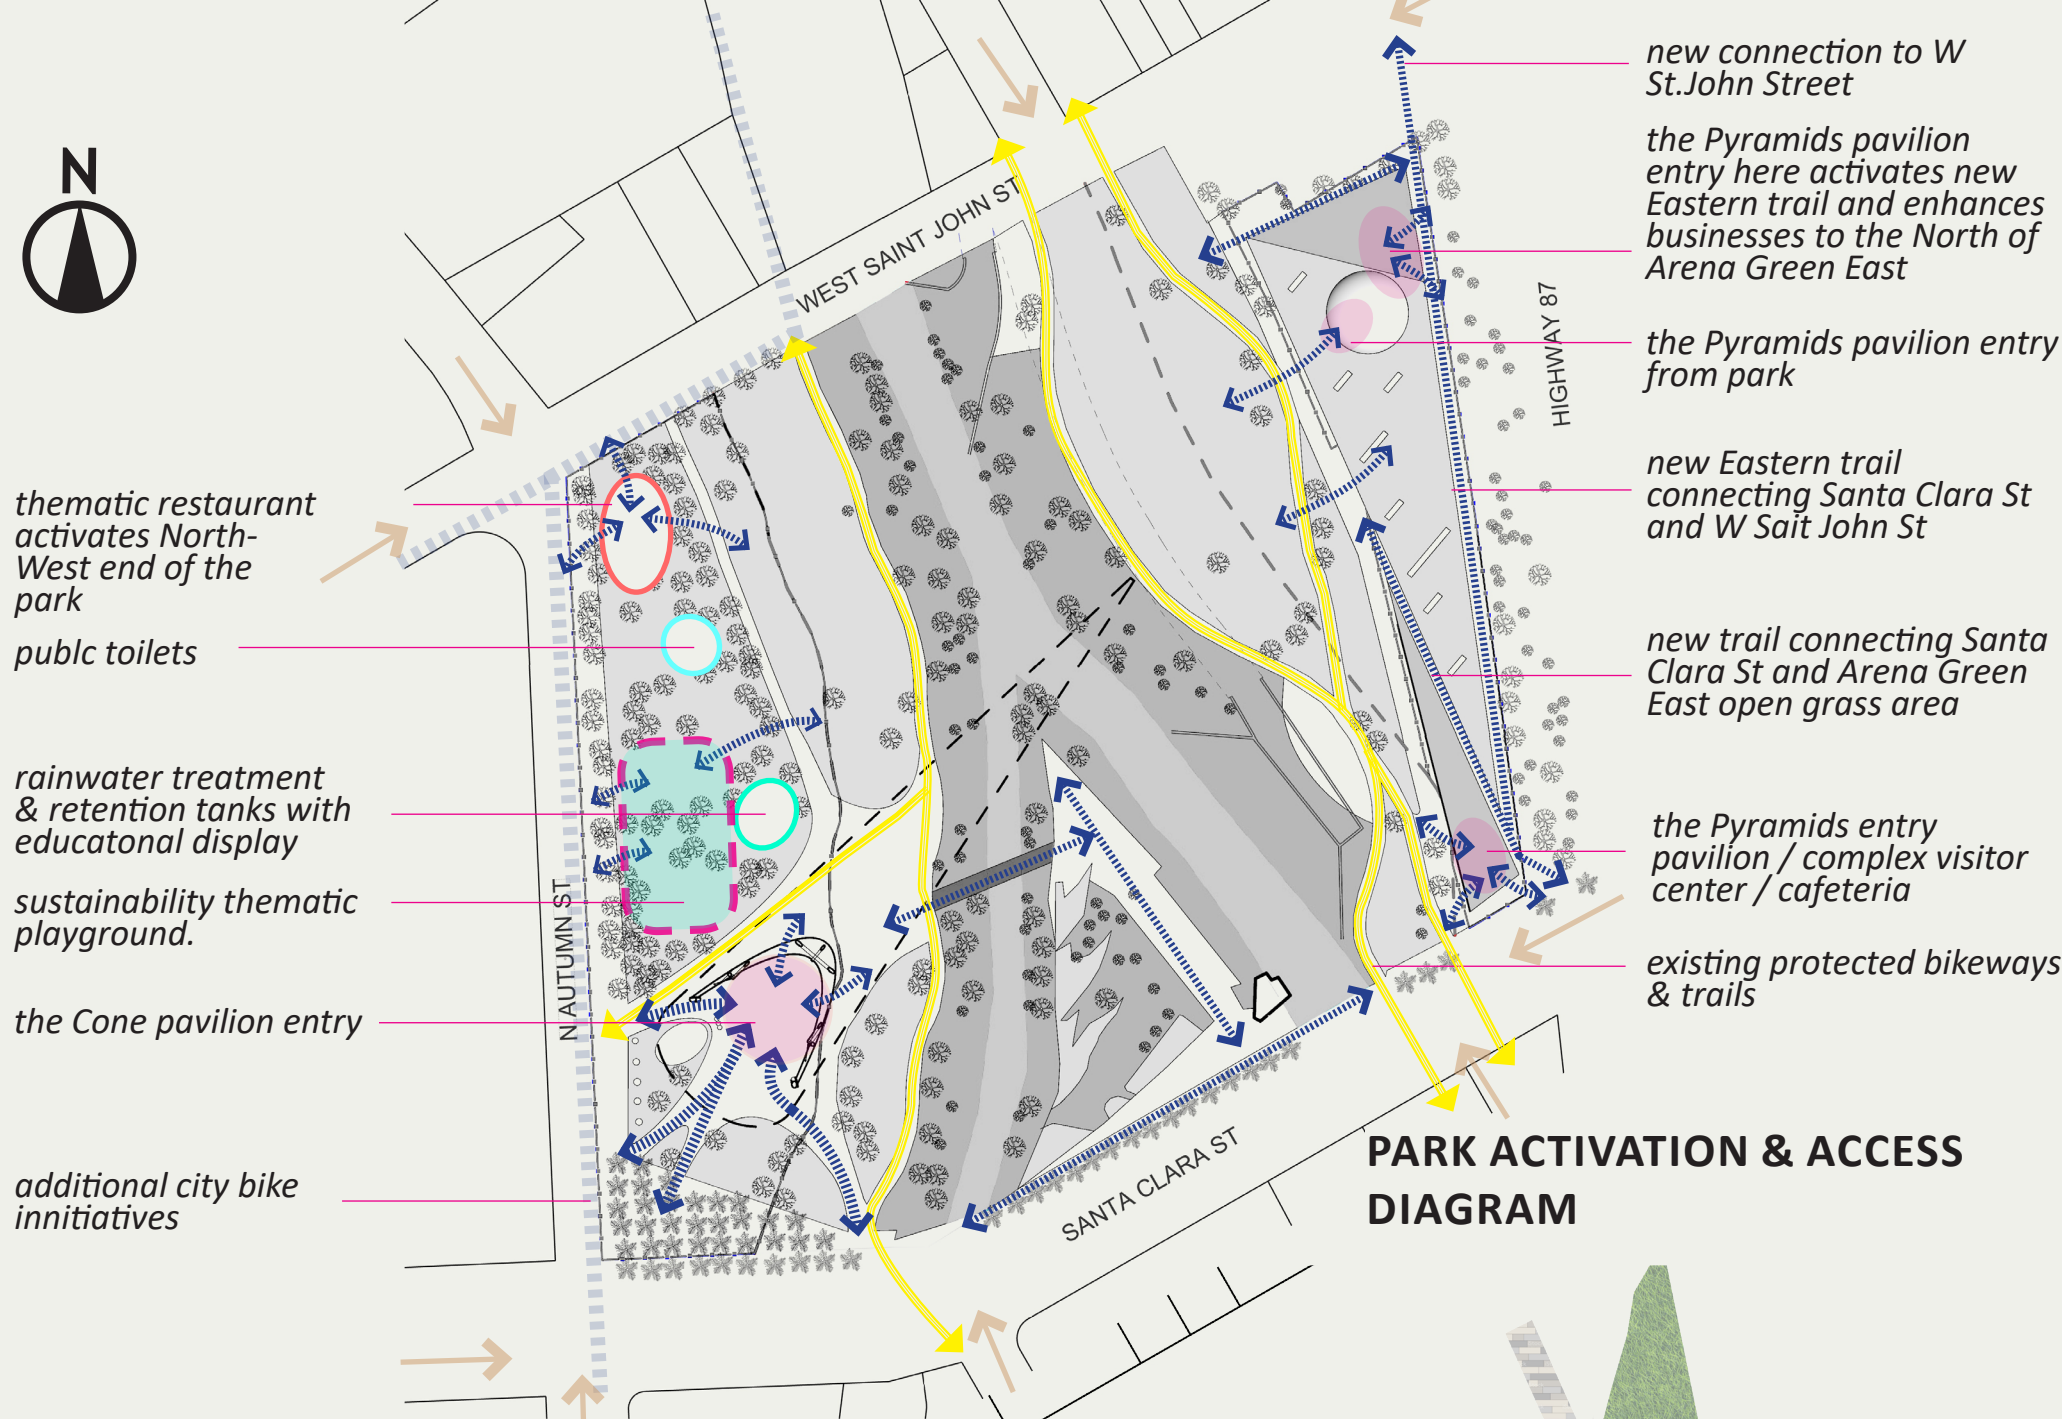 N
thematic restaurant
activates North-
West end of the
park
publc toilets
rainwater treatment
& retention tanks with
educatonal display
sustainability thematic
playground.
the Cone pavilion entry
additional city bike
innitiatives
WEST SAINT JOHN ST
N AUTUMN ST
SANTA CLARA ST
HIGHWAY 87
new connection to W
St.John Street
the Pyramids pavilion
entry here activates new
Eastern trail and enhances
businesses to the North of
Arena Green East
the Pyramids pavilion entry
from park
new Eastern trail
connecting Santa Clara St
and W Sait John St
new trail connecting Santa
Clara St and Arena Green
East open grass area
the Pyramids entry
pavilion / complex visitor
center / cafeteria
existing protected bikeways
& trails
PARK ACTIVATION & ACCESS
DIAGRAM